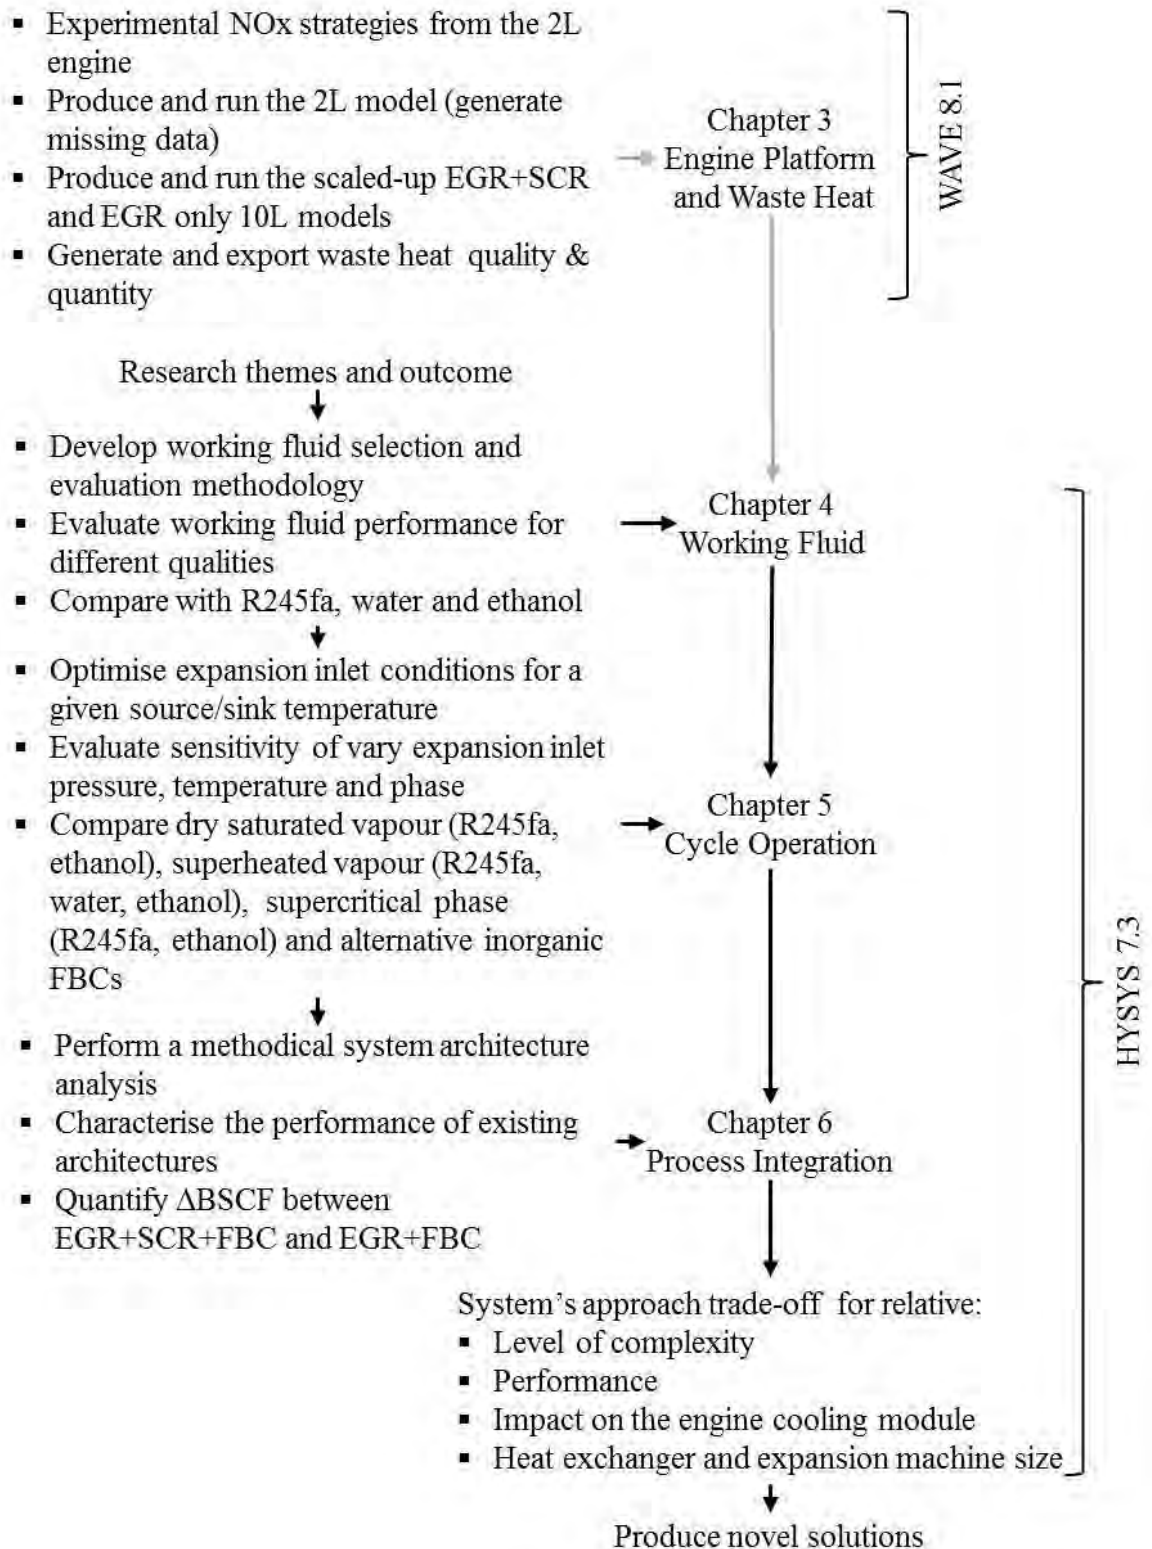 ▪ Experimental NOx strategies from the 2L
engine
▪ Produce and run the 2L model (generate
missing data)
▪ Produce and run the scaled-up EGR+SCR
and EGR only 10L models
▪ Generate and export waste heat quality &
quantity
Chapter 3
Engine Platform
and Waste Heat
WAVE 8.1
Research themes and outcome
▪ Develop working fluid selection and
evaluation methodology
▪ Evaluate working fluid performance for
different qualities
▪ Compare with R245fa, water and ethanol
Chapter 4
Working Fluid
▪ Optimise expansion inlet conditions for a
given source/sink temperature
▪ Evaluate sensitivity of vary expansion inlet
pressure, temperature and phase
▪ Compare dry saturated vapour (R245fa,
ethanol), superheated vapour (R245fa,
water, ethanol), supercritical phase
(R245fa, ethanol) and alternative inorganic
FBCs
Chapter 5
Cycle Operation
▪ Perform a methodical system architecture
analysis
▪ Characterise the performance of existing
architectures
▪ Quantify ΔBSCF between
EGR+SCR+FBC and EGR+FBC
Chapter 6
Process Integration
HYSYS 7.3
System's approach trade-off for relative:
▪ Level of complexity
▪ Performance
▪ Impact on the engine cooling module
▪ Heat exchanger and expansion machine size
Produce novel solutions